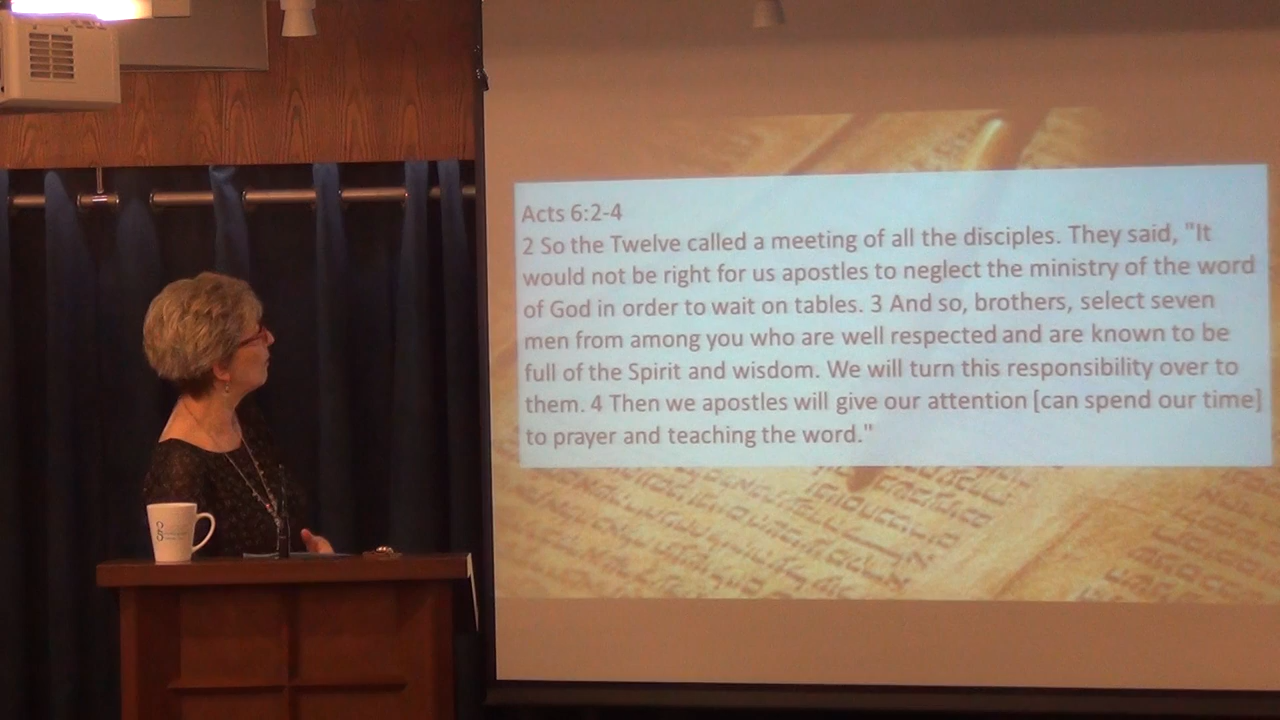 Acts 6:2-4
2 So the Twelve called a meeting of all the disciples. They said, "It
would not be right for us apostles to neglect the ministry of the word
of God in order to wait on tables. 3 And so, brothers, select seven
men from among you who are well respected and are known to be
full of the Spirit and wisdom. We will turn this responsibility over to
them. 4 Then we apostles will give our attention [can spend our time]
to prayer and teaching the word."